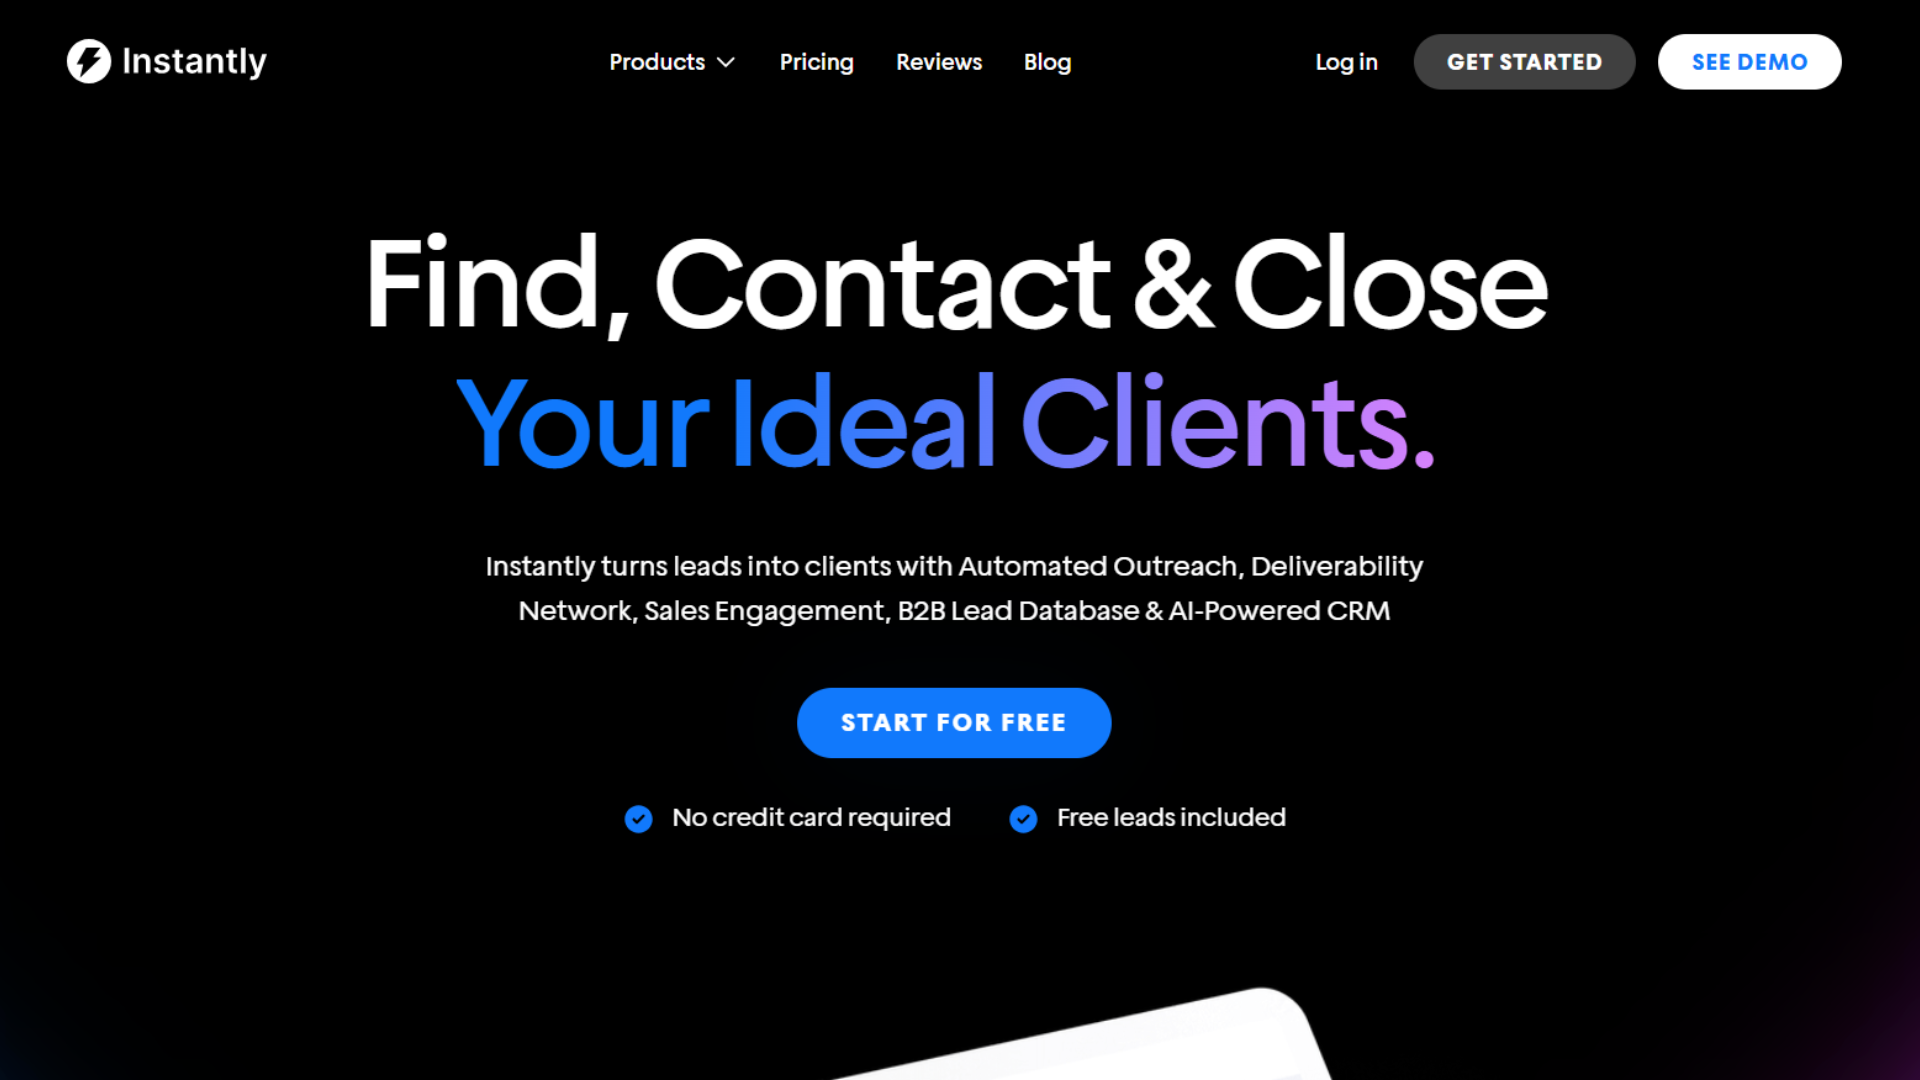 Instantly
Products
Pricing
Reviews
Blog
Log in
GET STARTED
SEE DEMO
Find, Contact & Close
Your Ideal Clients.
Instantly turns leads into clients with Automated Outreach, Deliverability
Network, Sales Engagement, B2B Lead Database & AI-Powered CRM
START FOR FREE
No credit card required
Free leads included